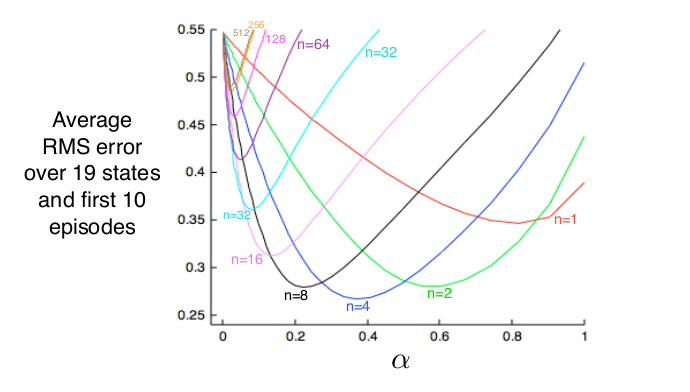 Average
RMS error
over 19 states
and first 10
episodes
0.55
0.5
0.45
0.4
0.35
0.3
0.25
256
512
128
n=64
n=32
n=32
n=16
n=8
n=4
n=2
n=1
0
0.2
0.4
0.6
0.8
1
α